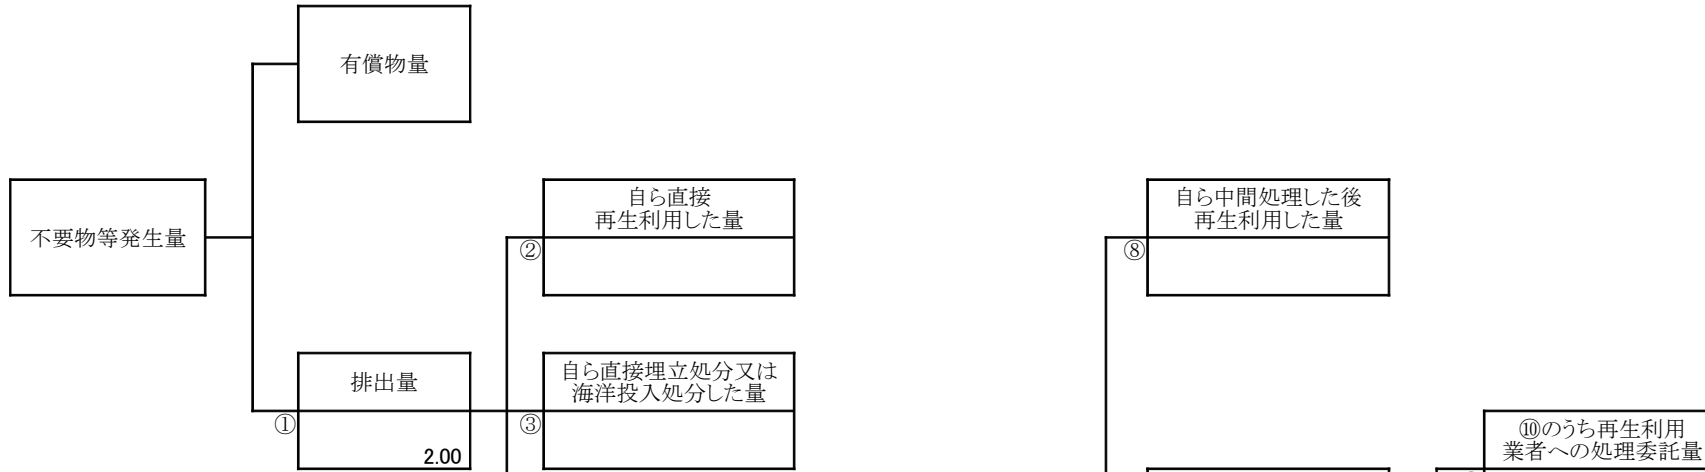 有償物量
不要物等発生量
自ら直接
再生利用した量
②
自ら中間処理した後
再生利用した量
⑧
排出量
①
2.00
自ら直接埋立処分又は
海洋投入処分した量
③
⑩のうち再生利用
業者への処理委託量